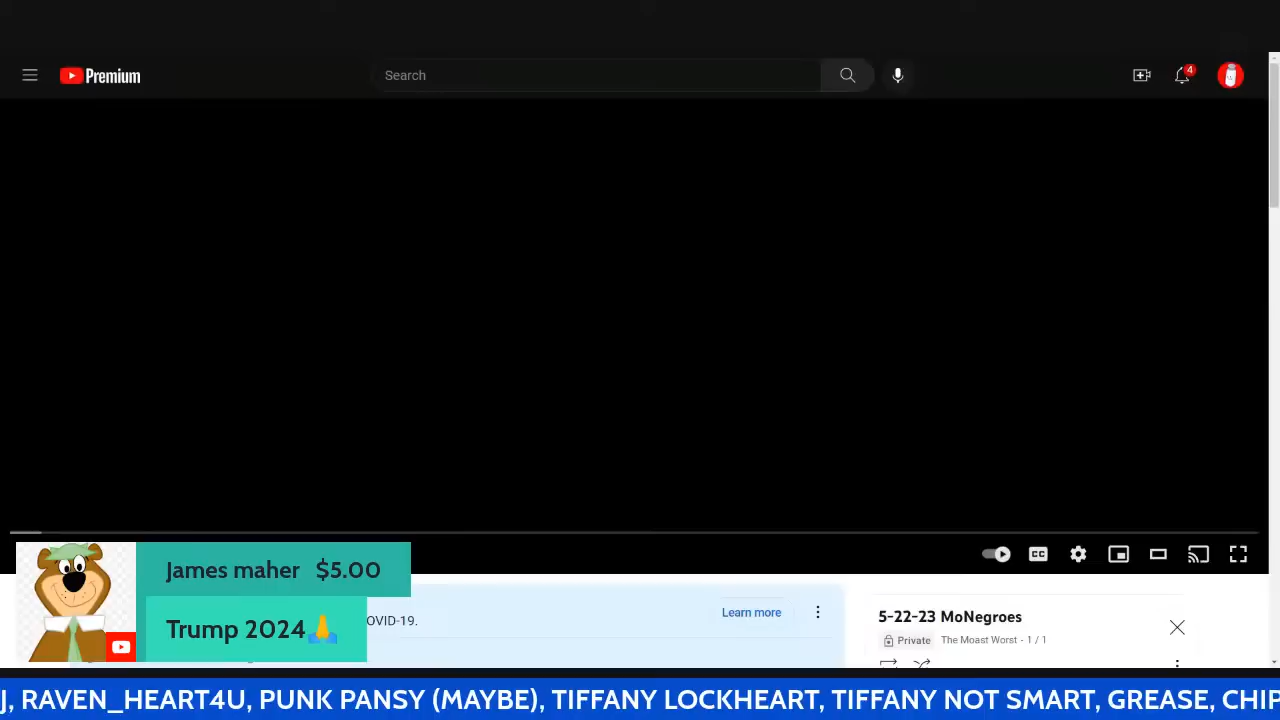 Premium
Search
4
James maher $5.00
Trump 2024🙏
OVID-19.
Learn more
5-22-23 MoNegroes
Private The Moast Worst - 1 / 1
J, RAVEN_HEART4U, PUNK PANSY (MAYBE), TIFFANY LOCKHEART, TIFFANY NOT SMART, GREASE, CHIP